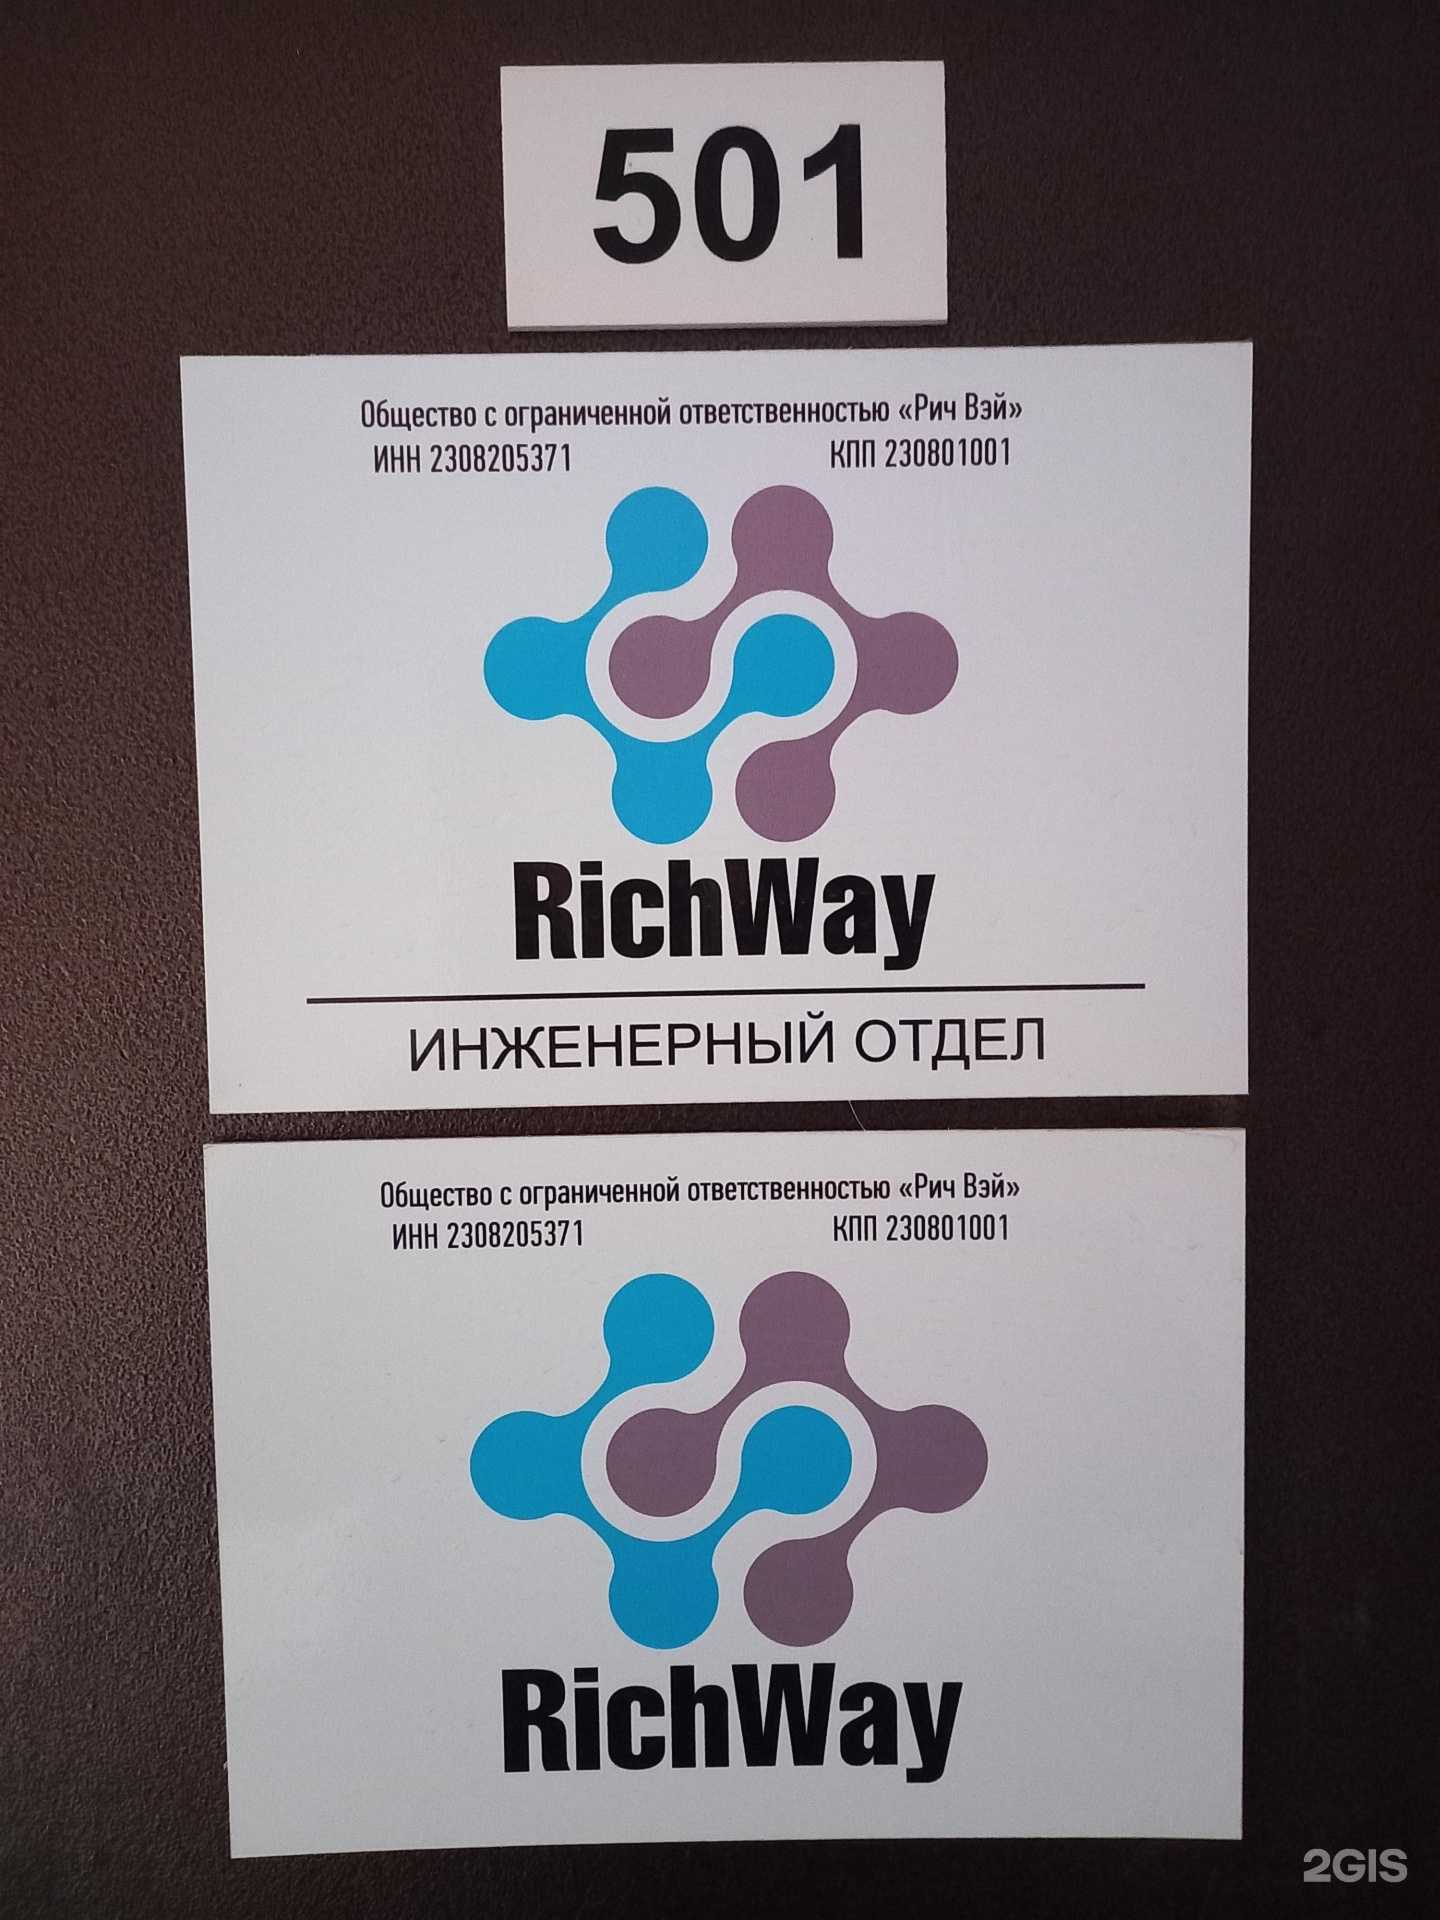 501
Общество с ограниченной ответственностью «Рич Вэй»
ИНН 2308205371 КПП 230801001
RichWay
ИНЖЕНЕРНЫЙ ОТДЕЛ
Общество с ограниченной ответственностью «Рич Вэй»
ИНН 2308205371 КПП 230801001
RichWay
2GIS